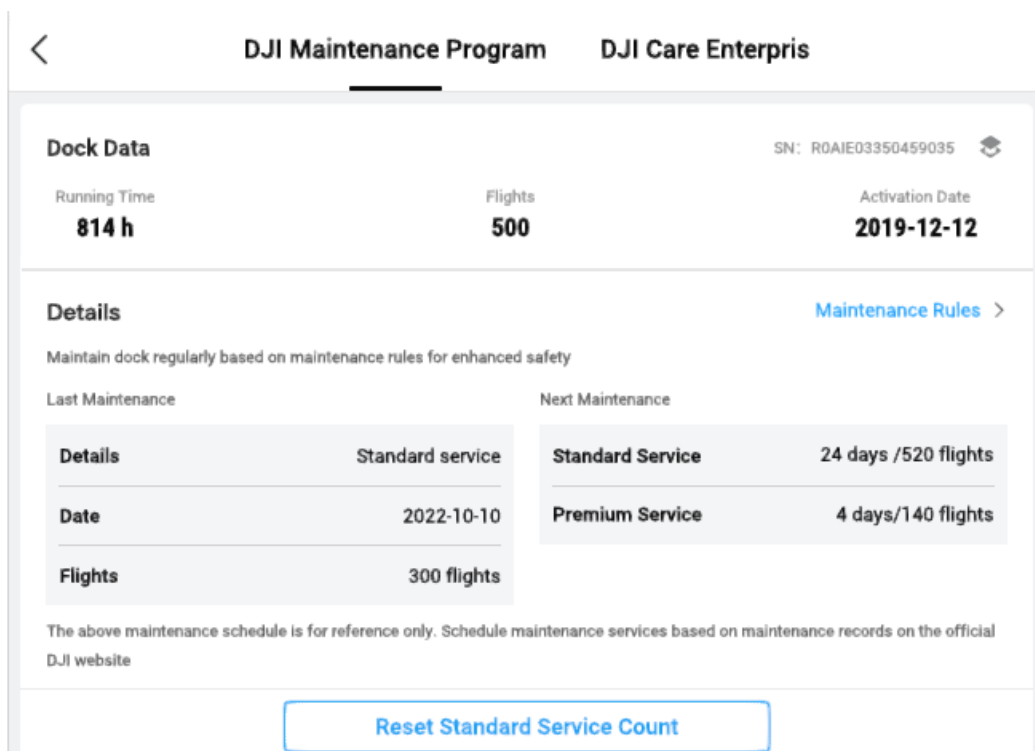 DJI Maintenance Program DJI Care Enterpris
Dock Data SN: R0AIE03350459035
Running Time Flights Activation Date
814 h 500 2019-12-12
Details Maintenance Rules >
Maintain dock regularly based on maintenance rules for enhanced safety
Last Maintenance Next Maintenance
Details Standard service Standard Service 24 days /520 flights
Date 2022-10-10 Premium Service 4 days/140 flights
Flights 300 flights
The above maintenance schedule is for reference only. Schedule maintenance services based on maintenance records on the official
DJI website
Reset Standard Service Count